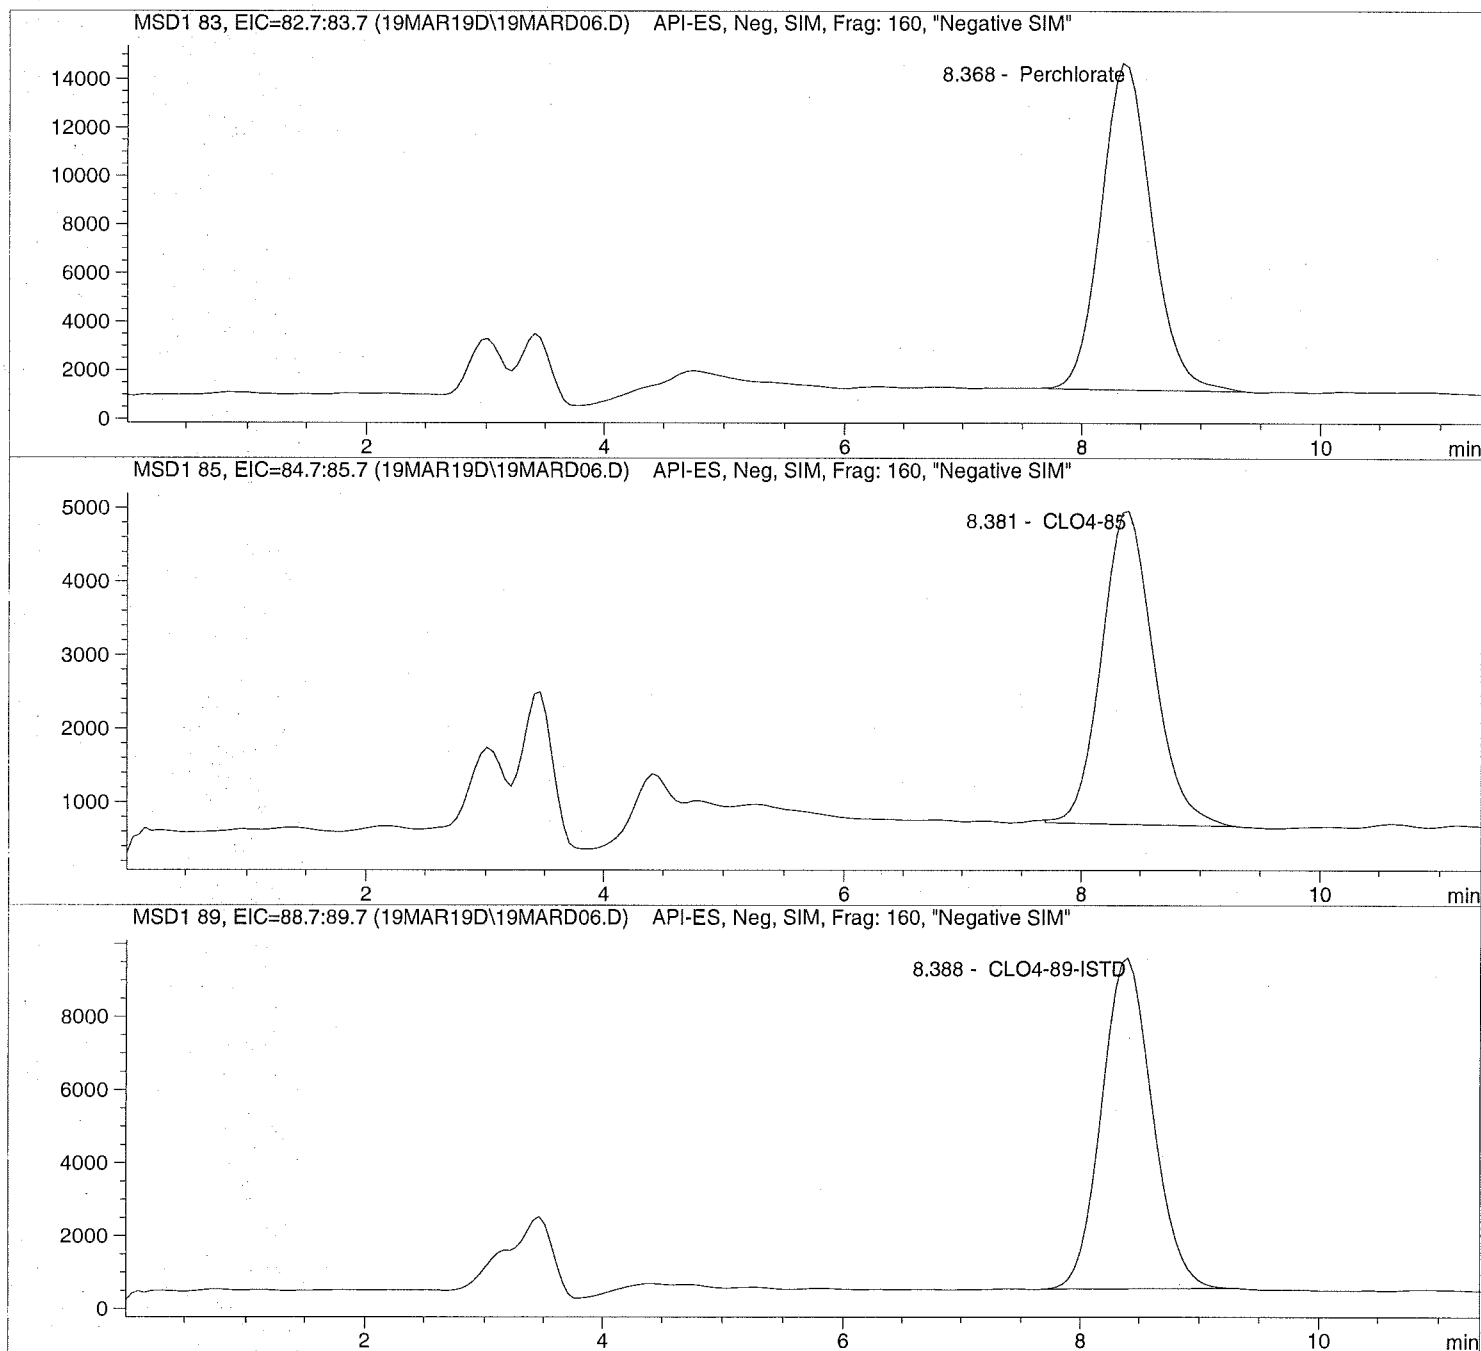 MSD1 83, EIC=82.7:83.7 (19MAR19D\19MARD06.D) API-ES, Neg, SIM, Frag: 160, "Negative SIM"
8.368 - Perchlorate
14000
12000
10000
8000
6000
4000
2000
0
2 4 6 8 10 min
MSD1 85, EIC=84.7:85.7 (19MAR19D\19MARD06.D) API-ES, Neg, SIM, Frag: 160, "Negative SIM"
5000
8.381 - CLO4-85
4000
3000
2000
1000
2 4 6 8 10 min
MSD1 89, EIC=88.7:89.7 (19MAR19D\19MARD06.D) API-ES, Neg, SIM, Frag: 160, "Negative SIM"
8.388 - CLO4-89-ISTD
8000
6000
4000
2000
0
2 4 6 8 10 min